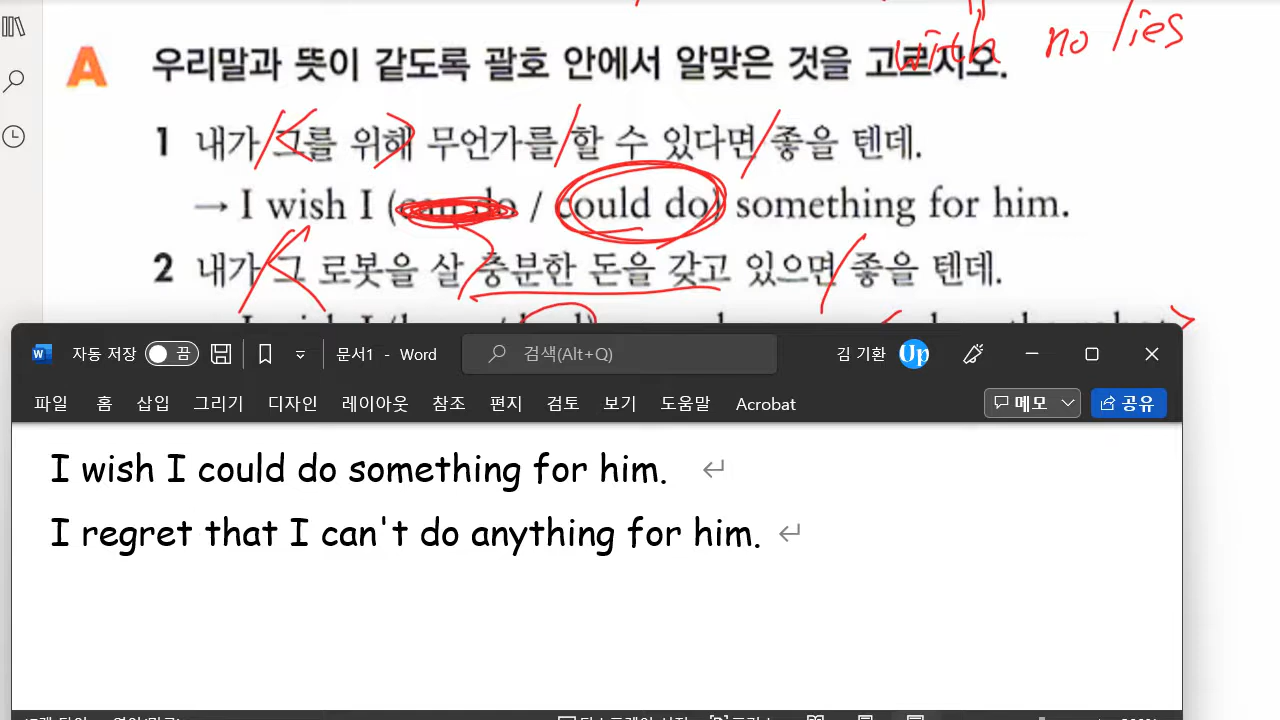 with no lies
A 우리말과 뜻이 같도록 괄호 안에서 알맞은 것을 고르시오.
1 내가 그를 위해 무언가를 할 수 있다면 좋을 텐데.
→ I wish I (can do / could do) something for him.
2 내가 그 로봇을 살 충분한 돈을 갖고 있으면 좋을 텐데.
자동 저장 끔 문서1 - Word 검색(Alt+Q) 김 기환 Up
파일 홈 삽입 그리기 디자인 레이아웃 참조 편지 검토 보기 도움말 Acrobat 메모 공유
I wish I could do something for him.
I regret that I can't do anything for him.